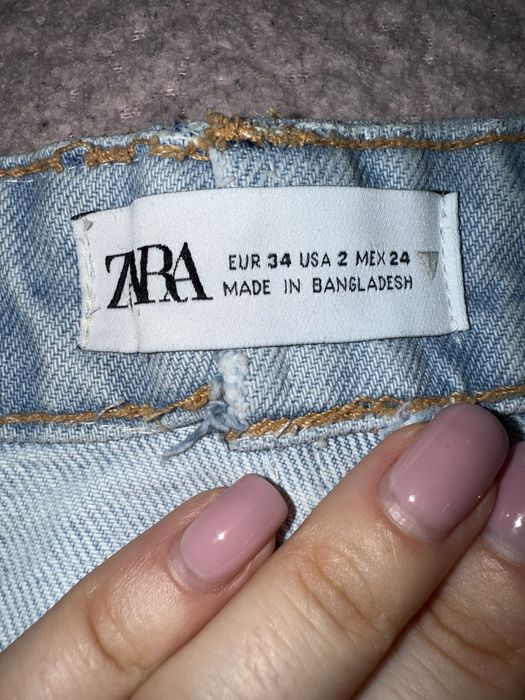 ZARA
EUR 34 USA 2 MEX 24
MADE IN BANGLADESH